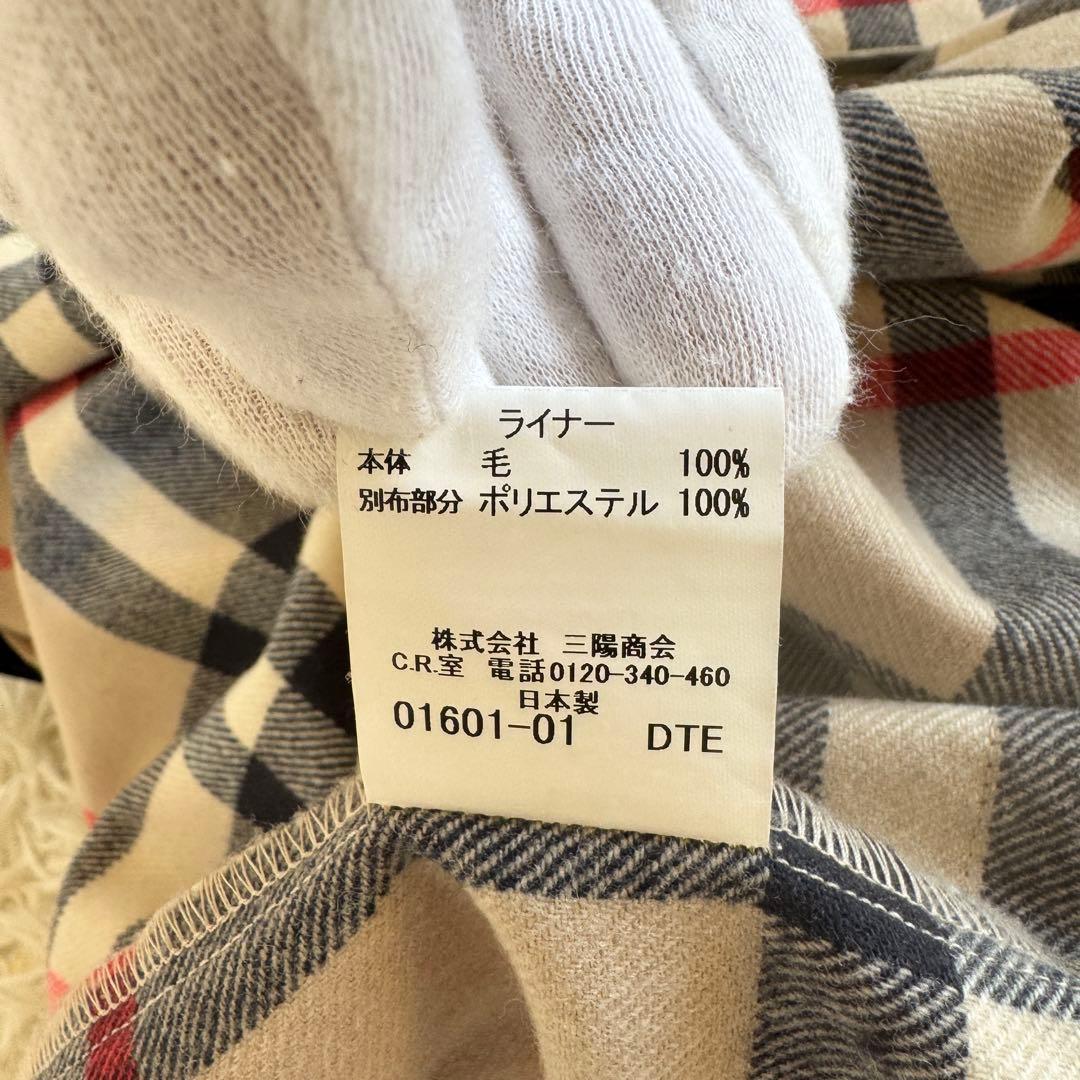 ライナー
本体 毛 100%
別布部分 ポリエステル 100%
株式会社 三陽商会
C.R.室 電話0120-340-460
日本製
01601-01 DTE